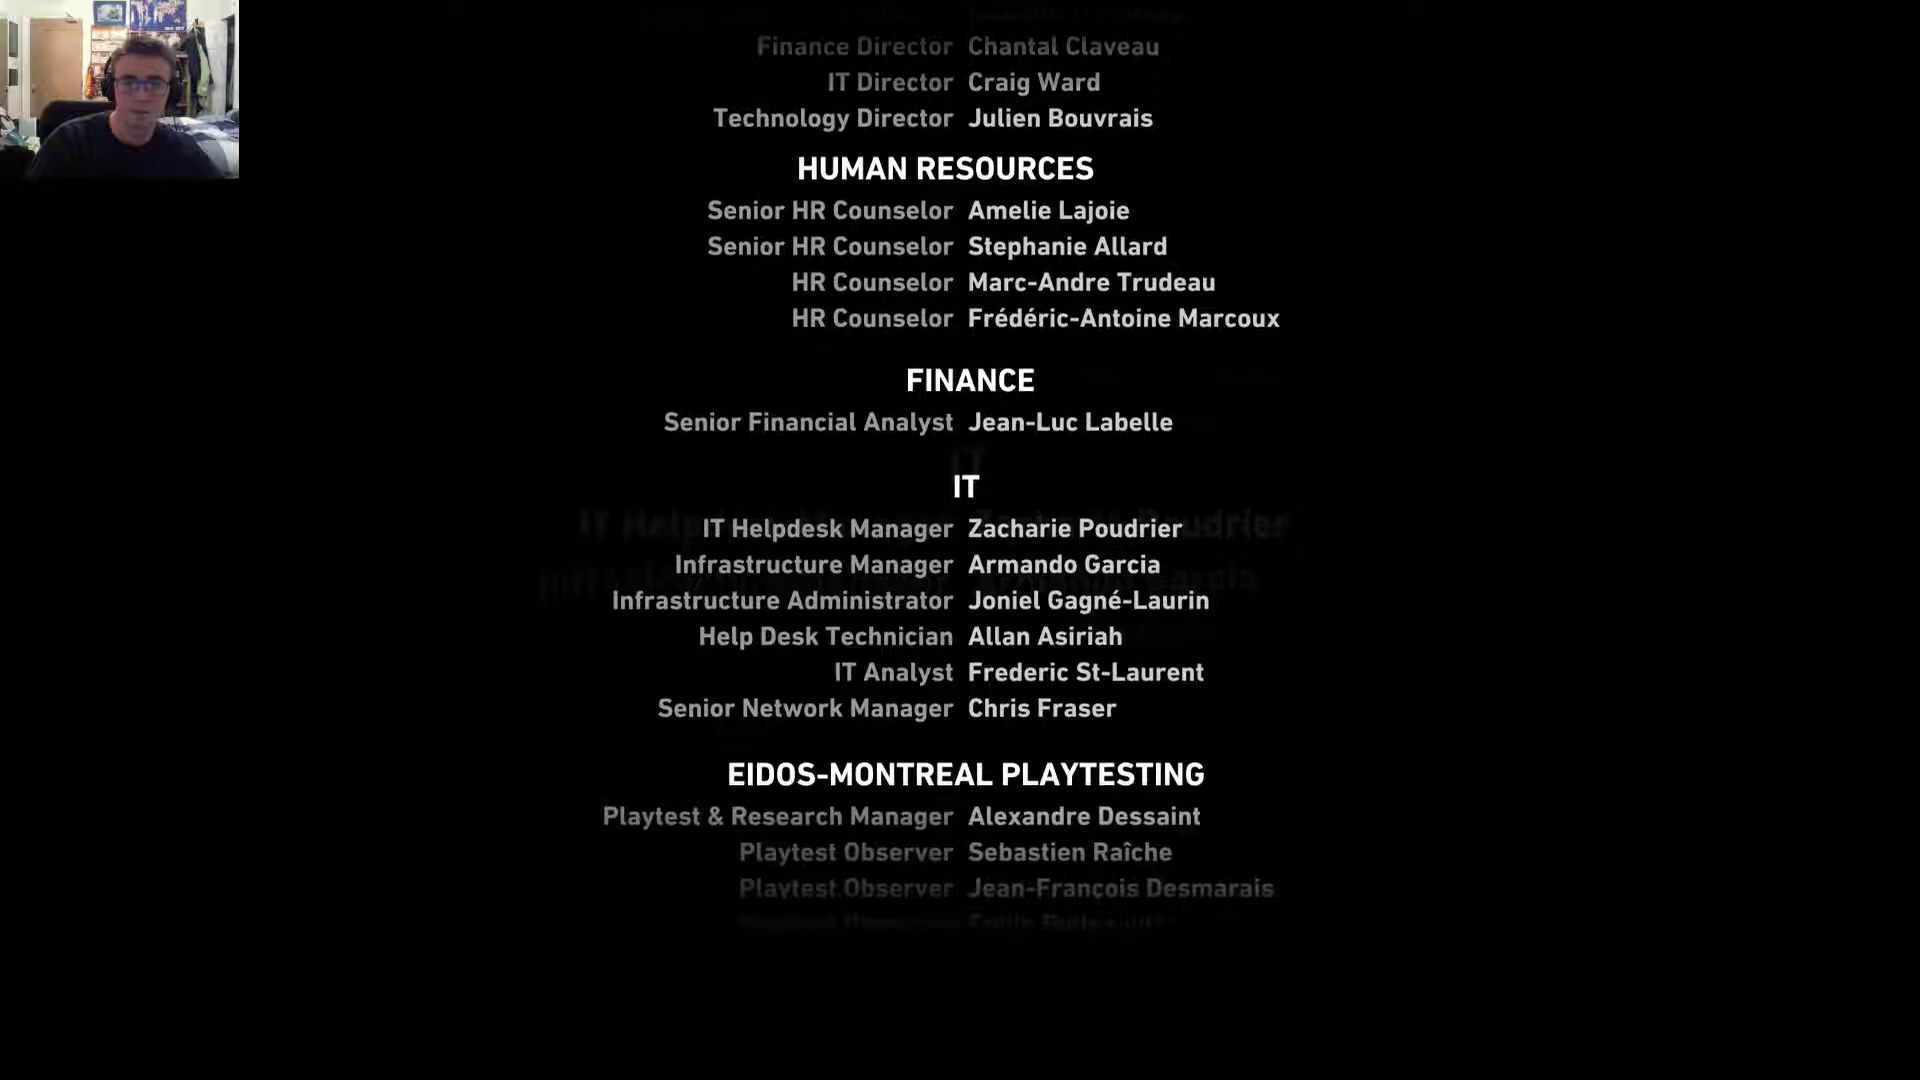 Finance Director Chantal Claveau
IT Director Craig Ward
Technology Director Julien Bouvrais
HUMAN RESOURCES
Senior HR Counselor Amelie Lajoie
Senior HR Counselor Stephanie Allard
HR Counselor Marc-Andre Trudeau
HR Counselor Frédéric-Antoine Marcoux
FINANCE
Senior Financial Analyst Jean-Luc Labelle
IT
IT Helpdesk Manager Zacharie Poudrier
Infrastructure Manager Armando Garcia
Infrastructure Administrator Joniel Gagné-Laurin
Help Desk Technician Allan Asiriah
IT Analyst Frederic St-Laurent
Senior Network Manager Chris Fraser
EIDOS-MONTREAL PLAYTESTING
Playtest & Research Manager Alexandre Dessaint
Playtest Observer Sebastien Raîche
Playtest Observer Jean-François Desmarais